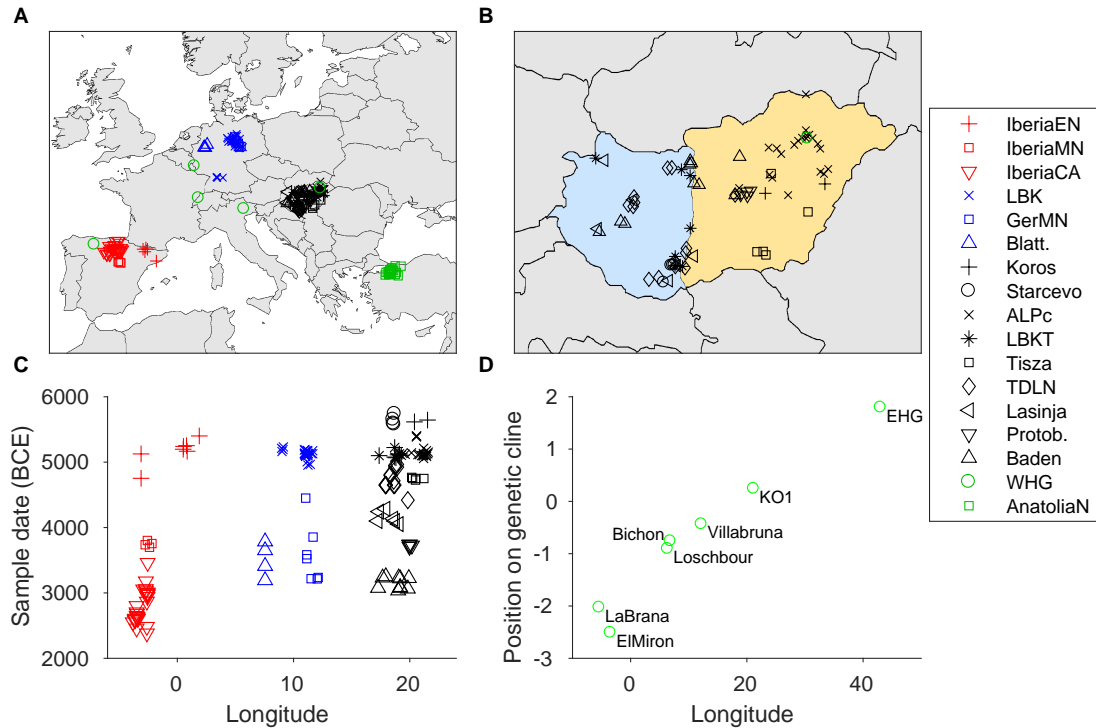 A
B
IberiaEN
IberiaMN
IberiaCA
LBK
GerMN
Blatt.
Koros
Starcevo
ALPc
LBKT
Tisza
TDLN
Lasinja
Protob.
Baden
WHG
AnatoliaN
C
6000
5000
4000
3000
2000
Sample date (BCE)
0
10
20
Longitude
D
2
1
0
-1
-2
-3
Position on genetic cline
EHG
KO1
Villabruna
Bichon
Loschbour
LaBrana
ElMiron
0
20
40
Longitude